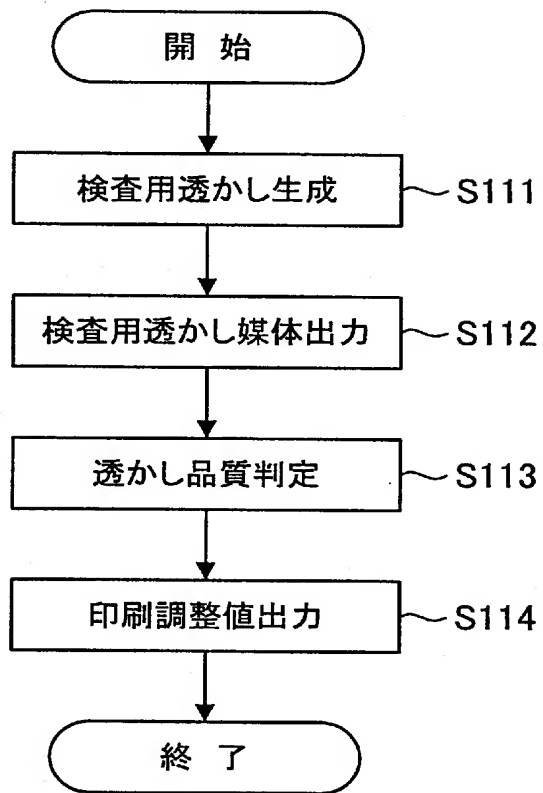 開 始
検査用透かし生成 S111
検査用透かし媒体出力 S112
透かし品質判定 S113
印刷調整値出力 S114
終 了